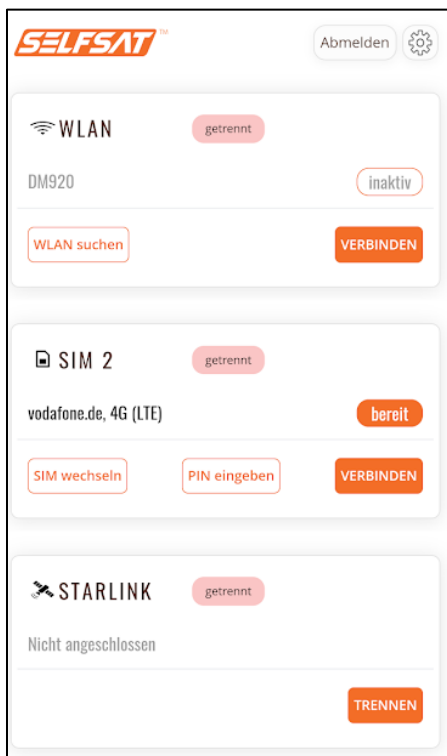 SELFSAT™
Abmelden
WLAN getrennt
DM920 inaktiv
WLAN suchen VERBINDEN
SIM 2 getrennt
vodafone.de, 4G (LTE) bereit
SIM wechseln PIN eingeben VERBINDEN
STARLINK getrennt
Nicht angeschlossen
TRENNEN